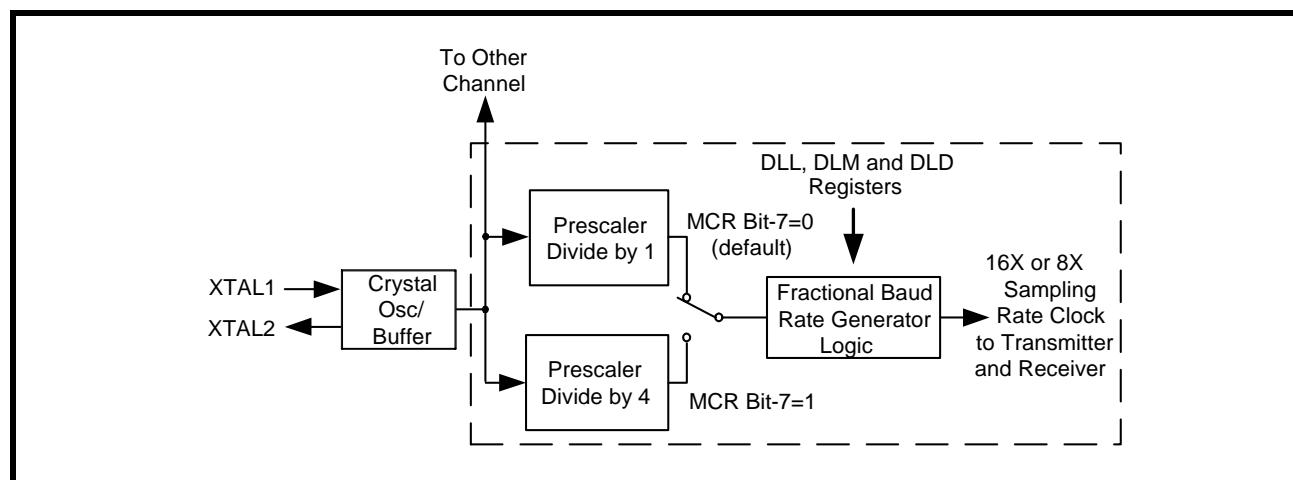 To Other
Channel
DLL, DLM and DLD
Registers
Prescaler
Divide by 1
MCR Bit-7=0
(default)
XTAL1
XTAL2
Crystal
Osc/
Buffer
Fractional Baud
Rate Generator
Logic
16X or 8X
Sampling
Rate Clock
to Transmitter
and Receiver
Prescaler
Divide by 4
MCR Bit-7=1